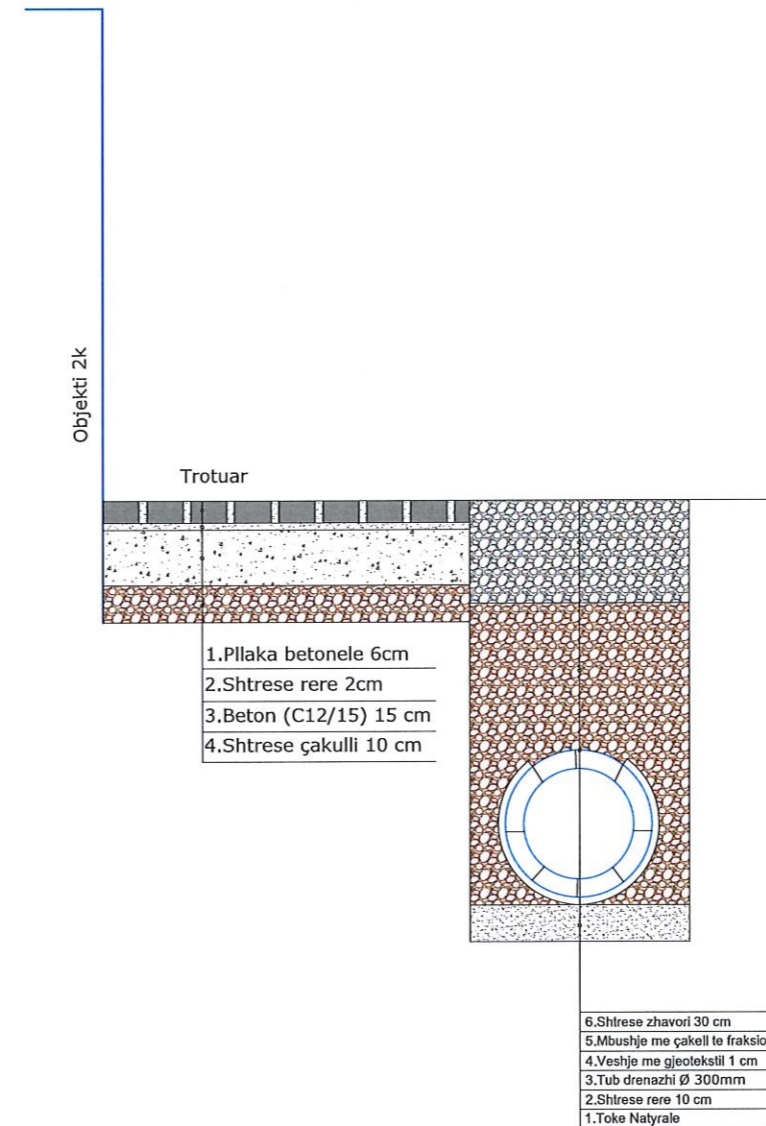 Objekti 2k
Trotuar
1.Pllaka betonele 6cm
2.Shtrese rere 2cm
3.Beton (C12/15) 15 cm
4.Shtrese çakulli 10 cm
6.Shtrese zhavori 30 cm
5.Mbushje me çakell te fraksio
4.Veshje me gjeotekstil 1 cm
3.Tub drenazhi Ø 300mm
2.Shtrese rere 10 cm
1.Toke Natyrale